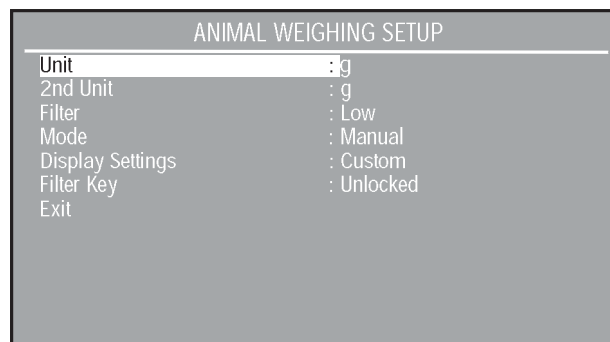 ANIMAL WEIGHING SETUP
Unit : g
2nd Unit : g
Filter : Low
Mode : Manual
Display Settings : Custom
Filter Key : Unlocked
Exit